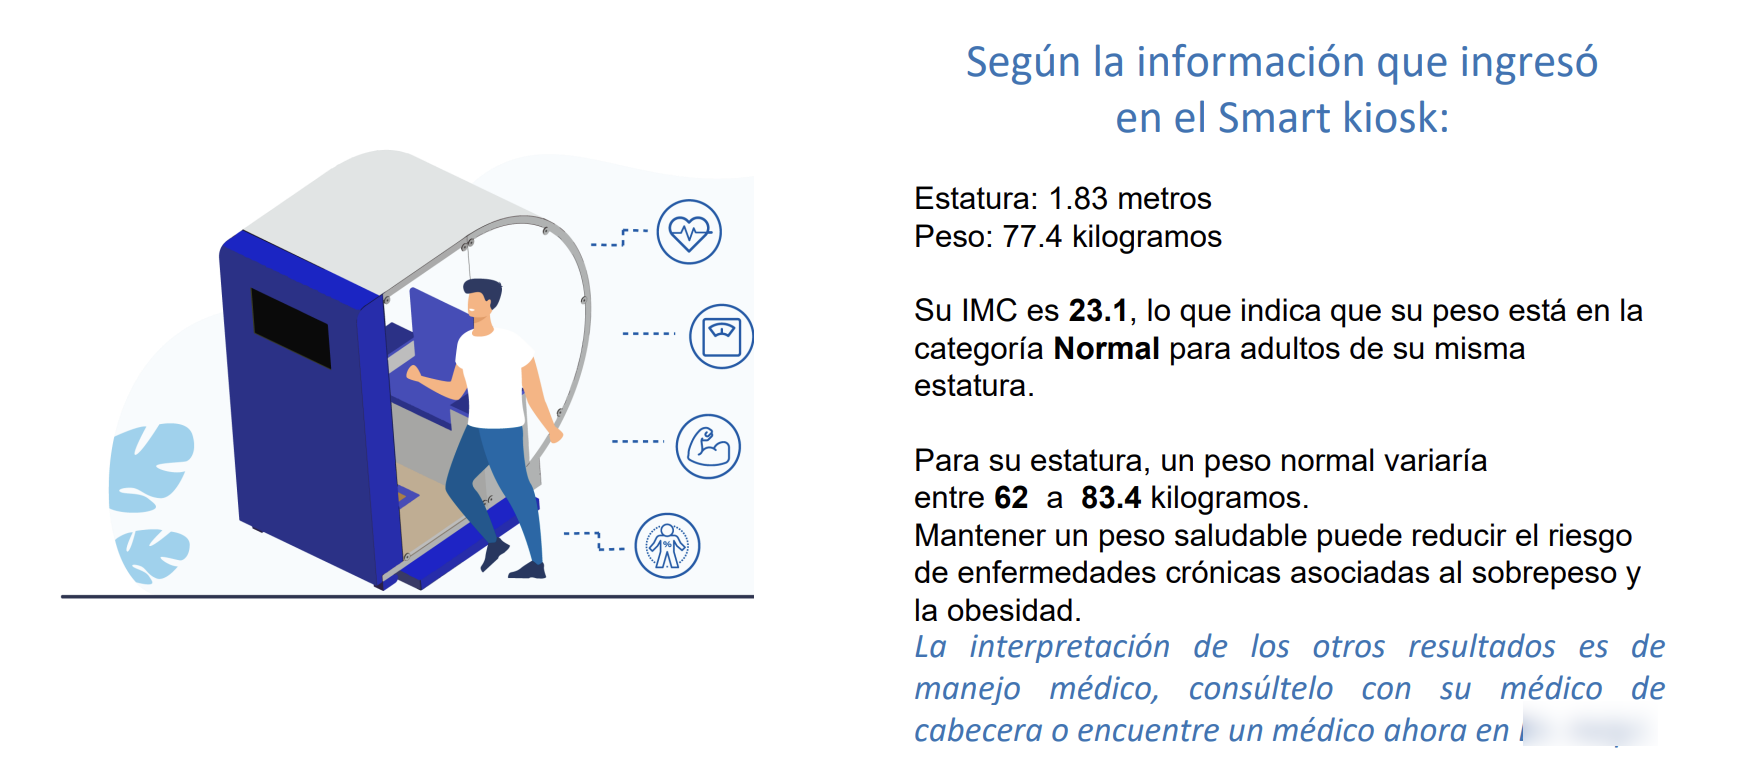 Según la información que ingresó
en el Smart kiosk:
Estatura: 1.83 metros
Peso: 77.4 kilogramos
Su IMC es 23.1, lo que indica que su peso está en la
categoría Normal para adultos de su misma
estatura.
Para su estatura, un peso normal variaría
entre 62 a 83.4 kilogramos.
Mantener un peso saludable puede reducir el riesgo
de enfermedades crónicas asociadas al sobrepeso y
la obesidad.
La interpretación de los otros resultados es de
manejo médico, consúltelo con su médico de
cabecera o encuentre un médico ahora en
%